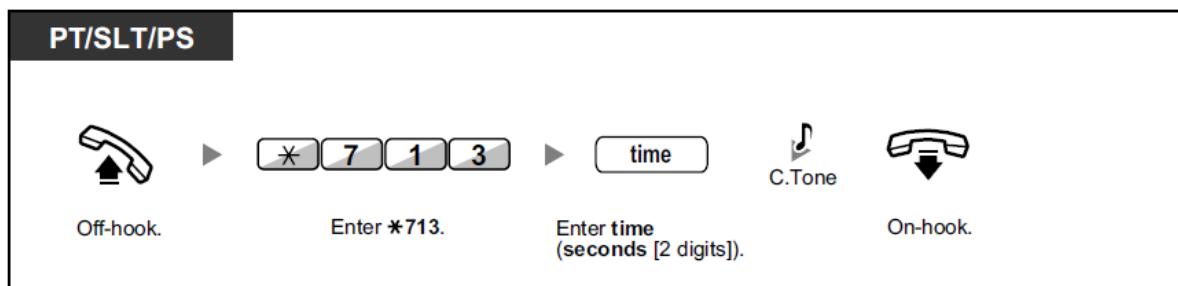 PT/SLT/PS
* 7 1 3
time
C.Tone
Off-hook.
Enter *713.
Enter time
(seconds [2 digits]).
On-hook.